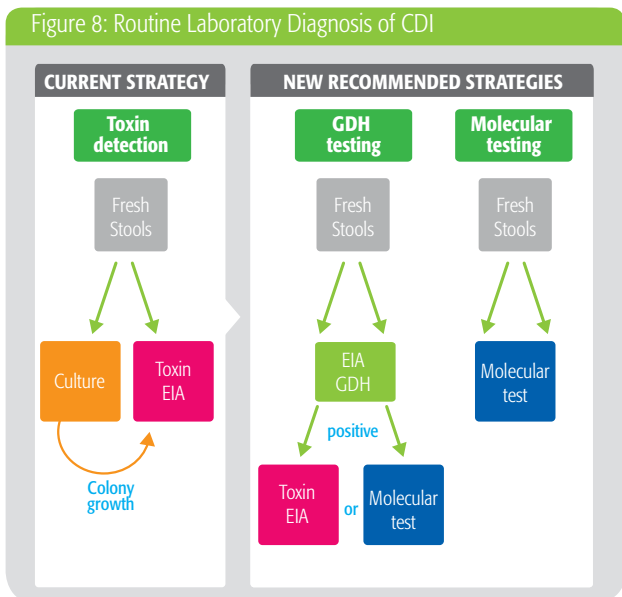 Figure 8: Routine Laboratory Diagnosis of CDI
CURRENT STRATEGY
Toxin
detection
Fresh
Stools
Culture
Toxin
EIA
Colony
growth
NEW RECOMMENDED STRATEGIES
GDH
testing
Fresh
Stools
EIA
GDH
positive
Toxin
EIA
or
Molecular
test
Molecular
testing
Fresh
Stools
Molecular
test